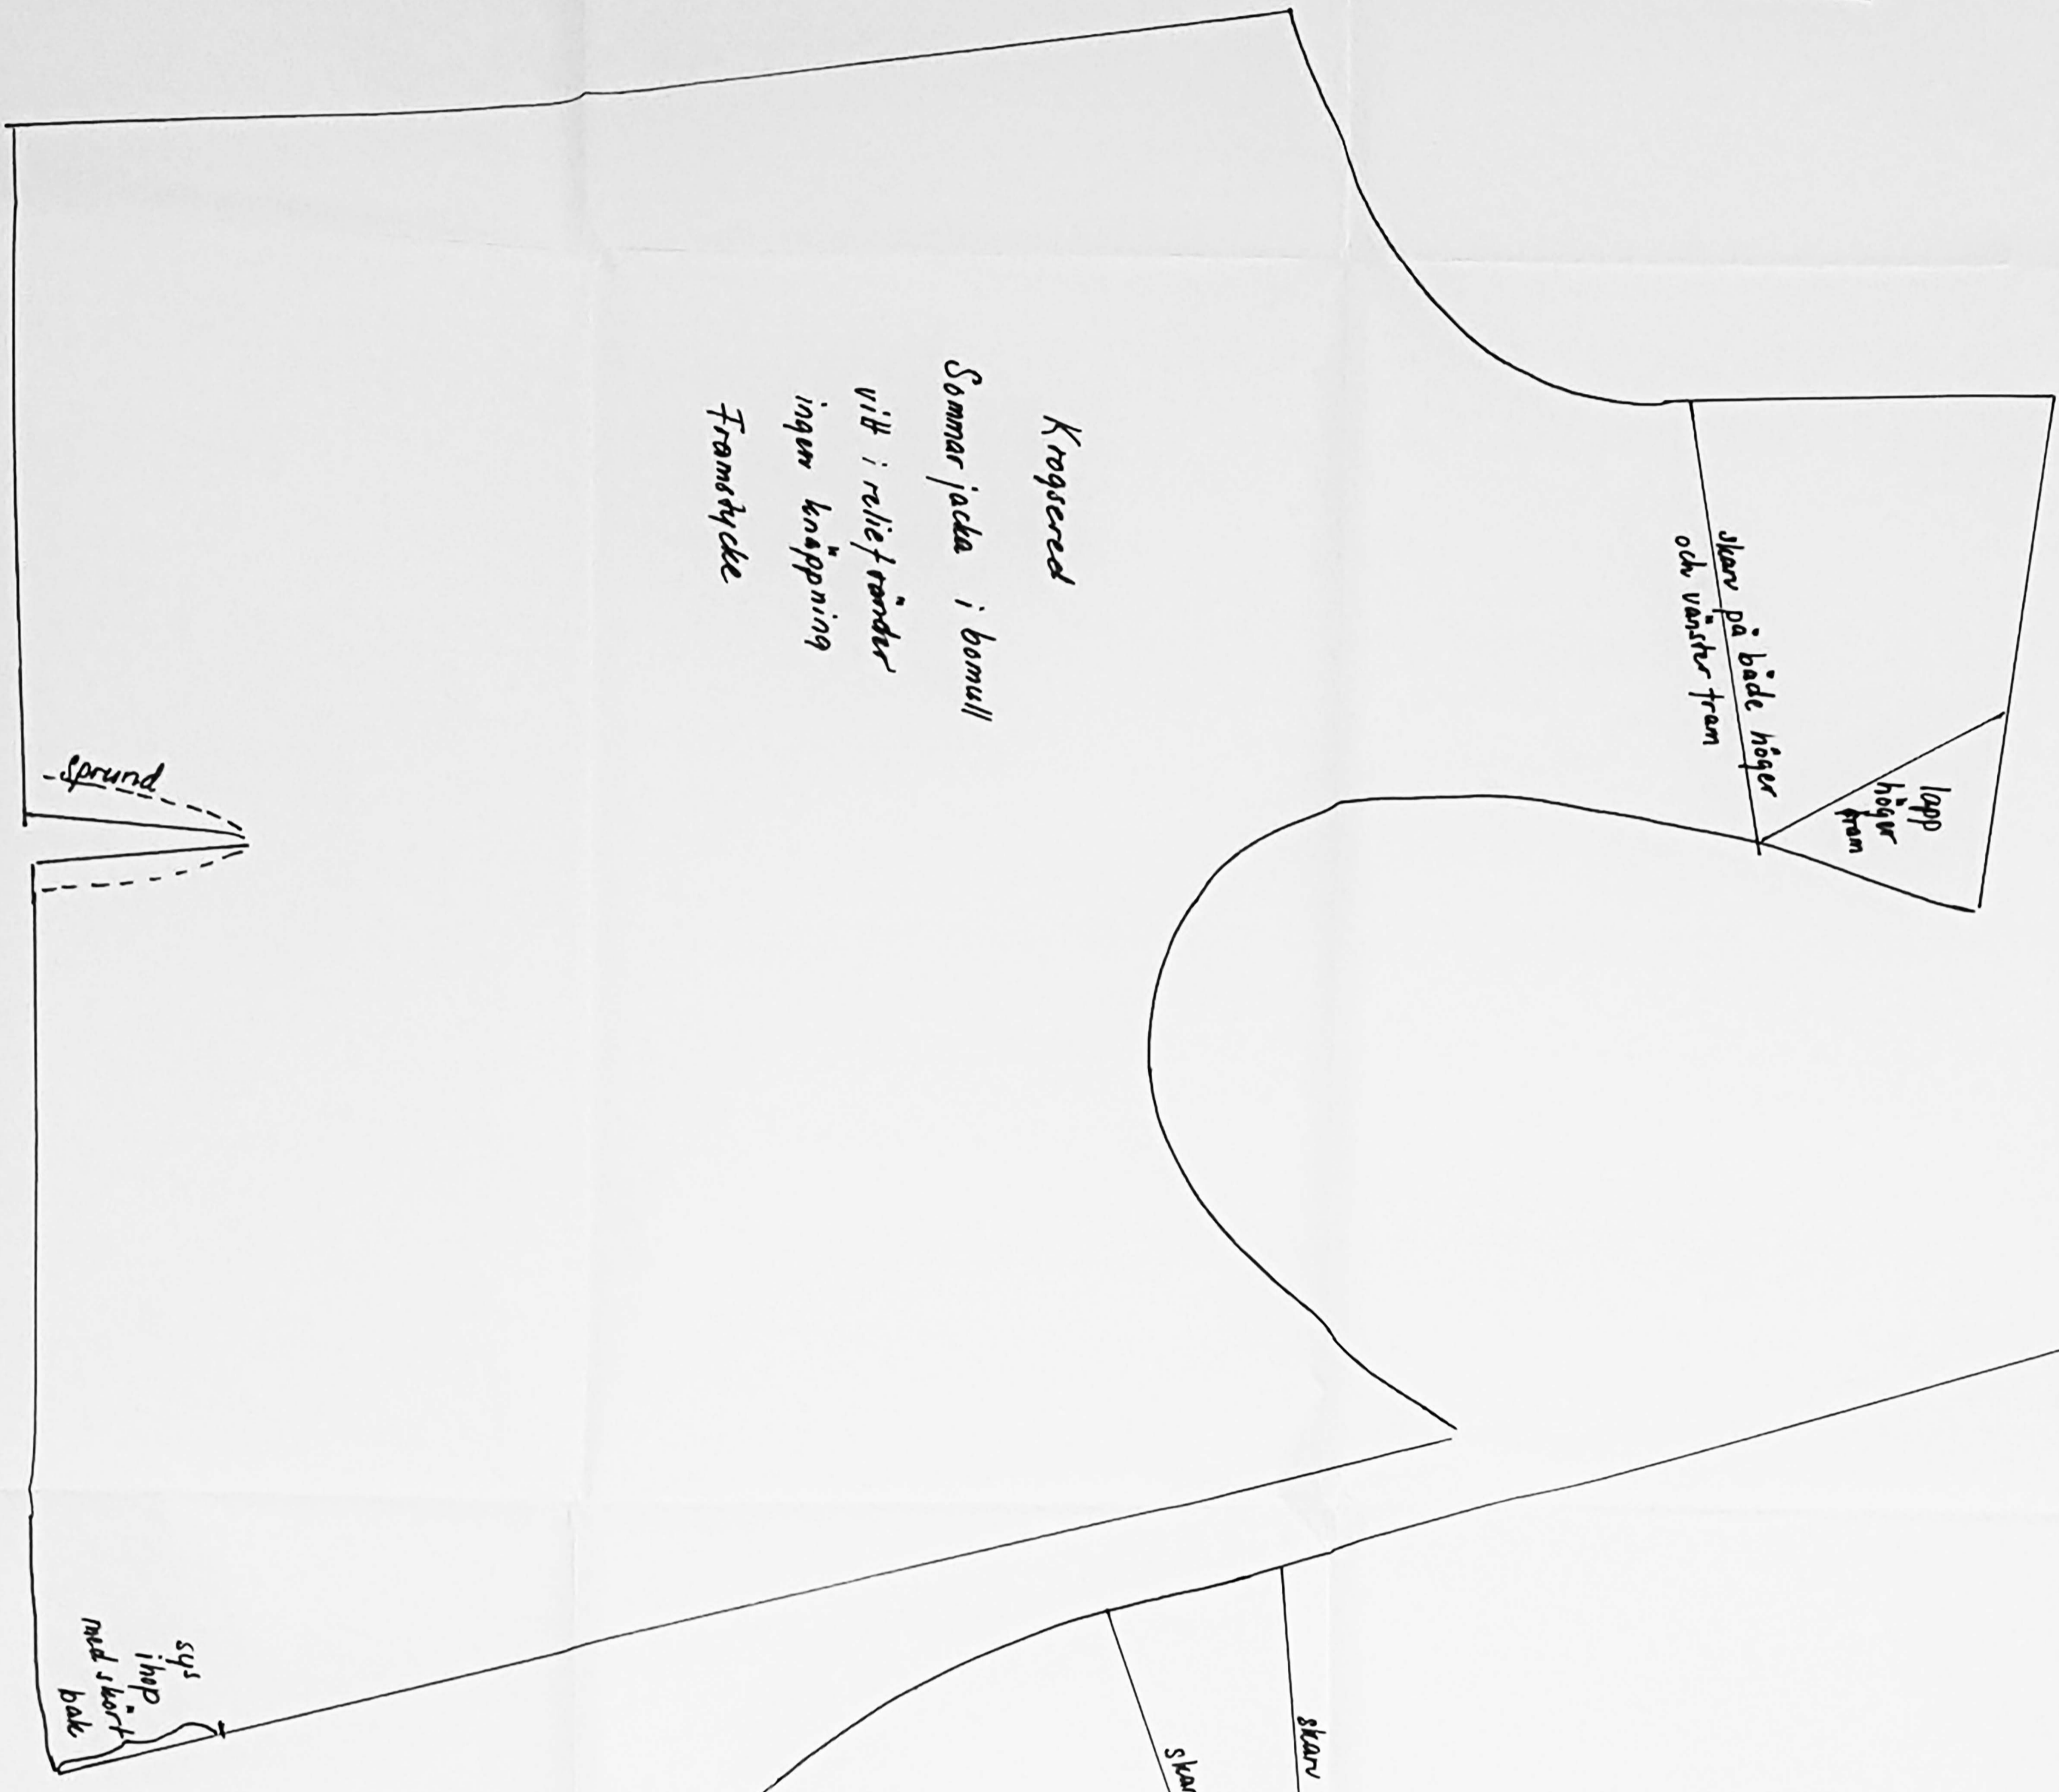 Krogsered
Sommarjacka i bomull
vitt i reliefränder
ingen knäppning
Framstycke
skarv på både höger
och vänster fram
lapp
höger
fram
sprund
sys
ihop
med skört
bak
skarv
skar